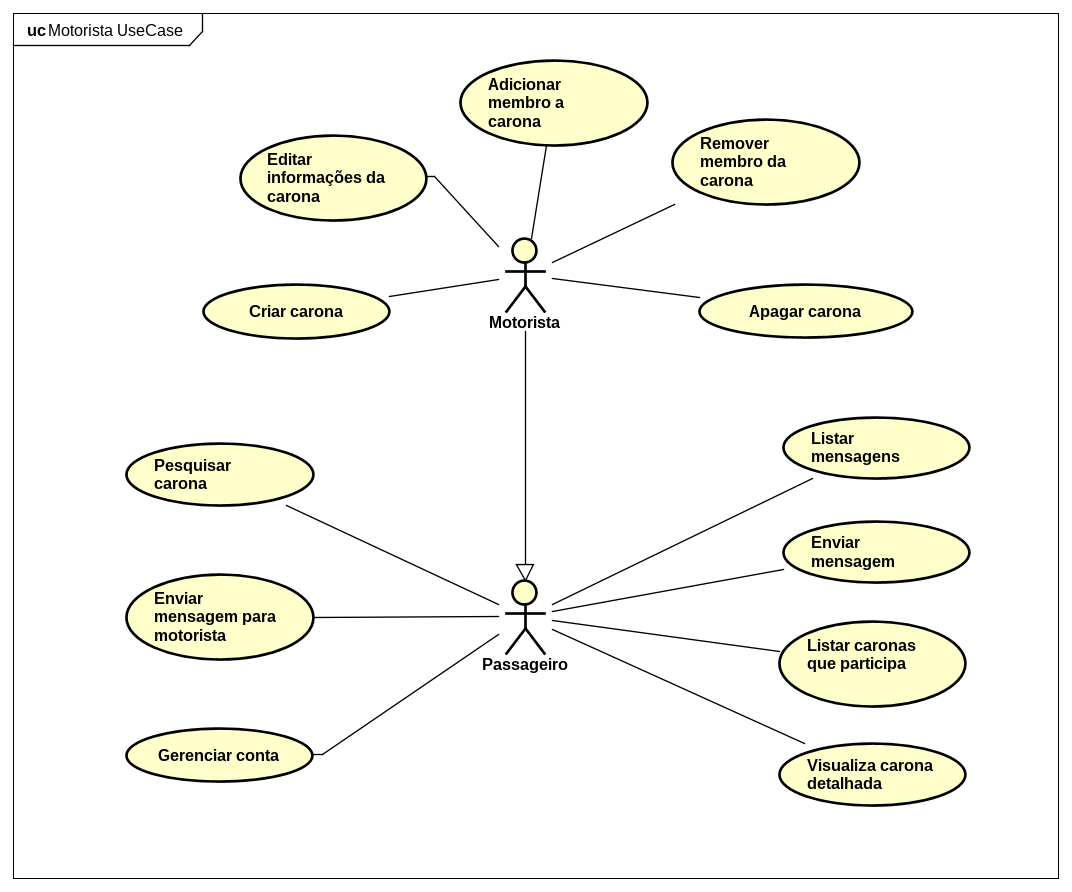 uc Motorista UseCase
Adicionar
membro a
carona
Remover
membro da
carona
Editar
informações da
carona
Criar carona
Apagar carona
Motorista
Listar
mensagens
Pesquisar
carona
Enviar
mensagem
Enviar
mensagem para
motorista
Listar caronas
que participa
Passageiro
Gerenciar conta
Visualiza carona
detalhada